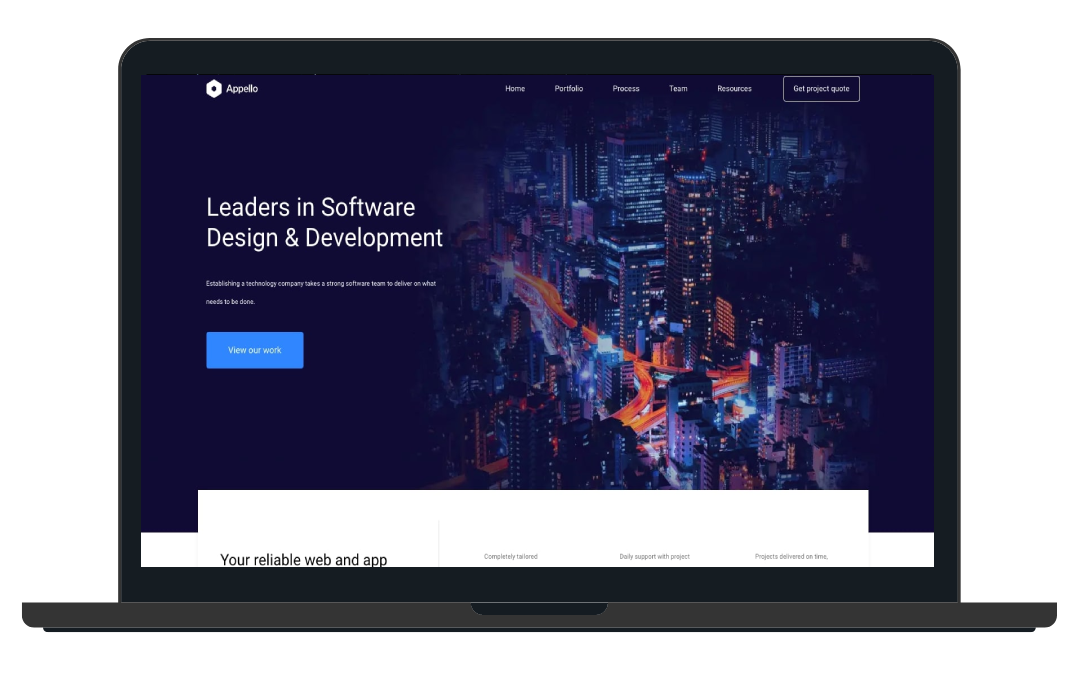 Appello
Home Portfolio Process Team Resources Get project quote
Leaders in Software
Design & Development
Establishing a technology company takes a strong software team to deliver on what
needs to be done.
View our work
Your reliable web and app
Completely tailored
Daily support with project
Projects delivered on time,